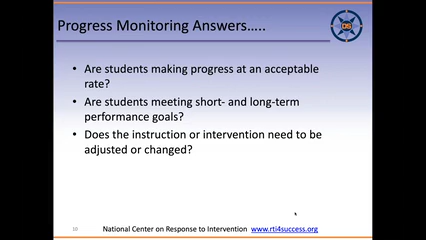 Progress Monitoring Answers…..
• Are students making progress at an acceptable
rate?
• Are students meeting short- and long-term
performance goals?
• Does the instruction or intervention need to be
adjusted or changed?
10
National Center on Response to Intervention www.rti4success.org